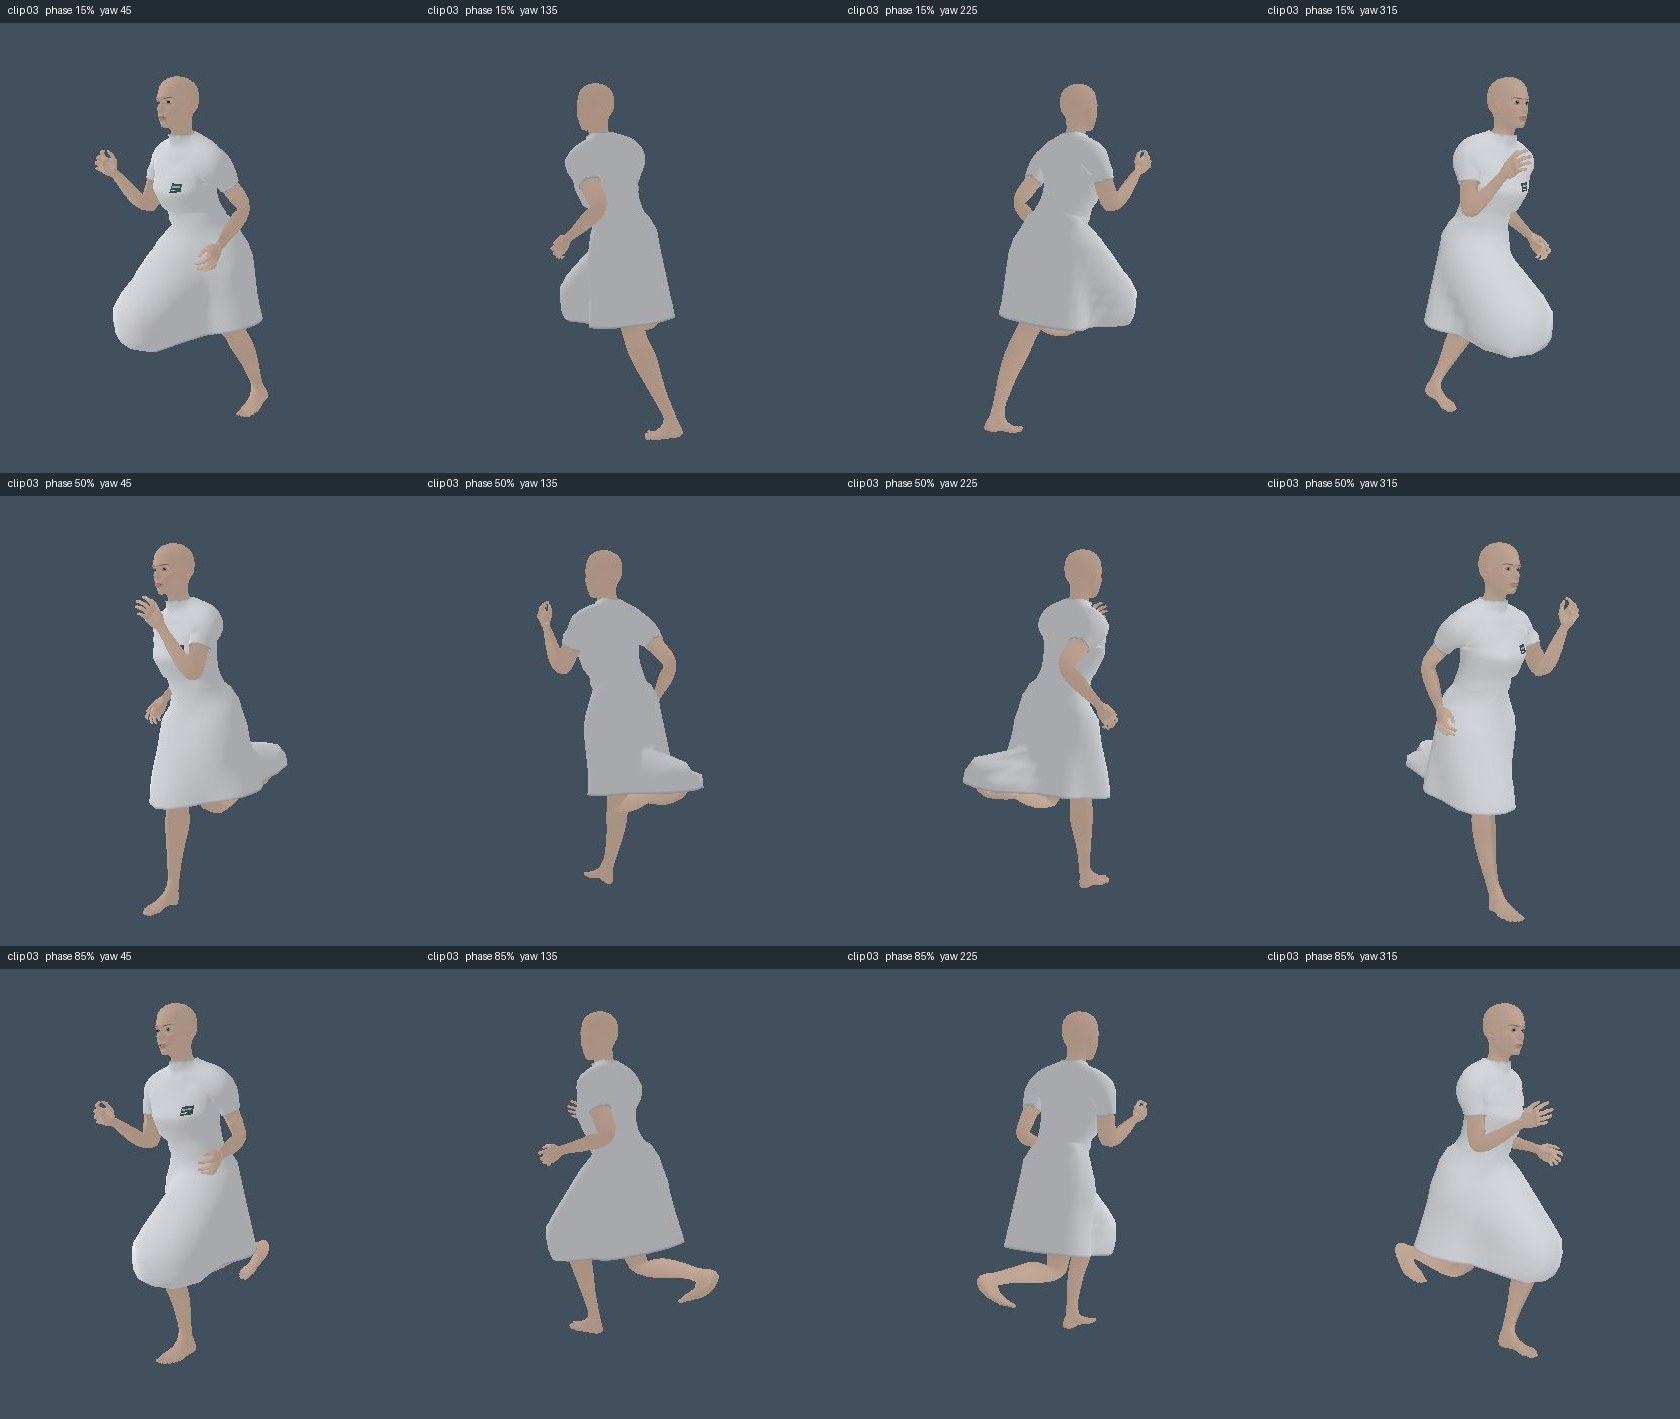 clip03 phase 15% yaw 45
clip03 phase 15% yaw 135
clip03 phase 15% yaw 225
clip03 phase 15% yaw 315
clip03 phase 50% yaw 45
clip03 phase 50% yaw 135
clip03 phase 50% yaw 225
clip03 phase 50% yaw 315
clip03 phase 85% yaw 45
clip03 phase 85% yaw 135
clip03 phase 85% yaw 225
clip03 phase 85% yaw 315